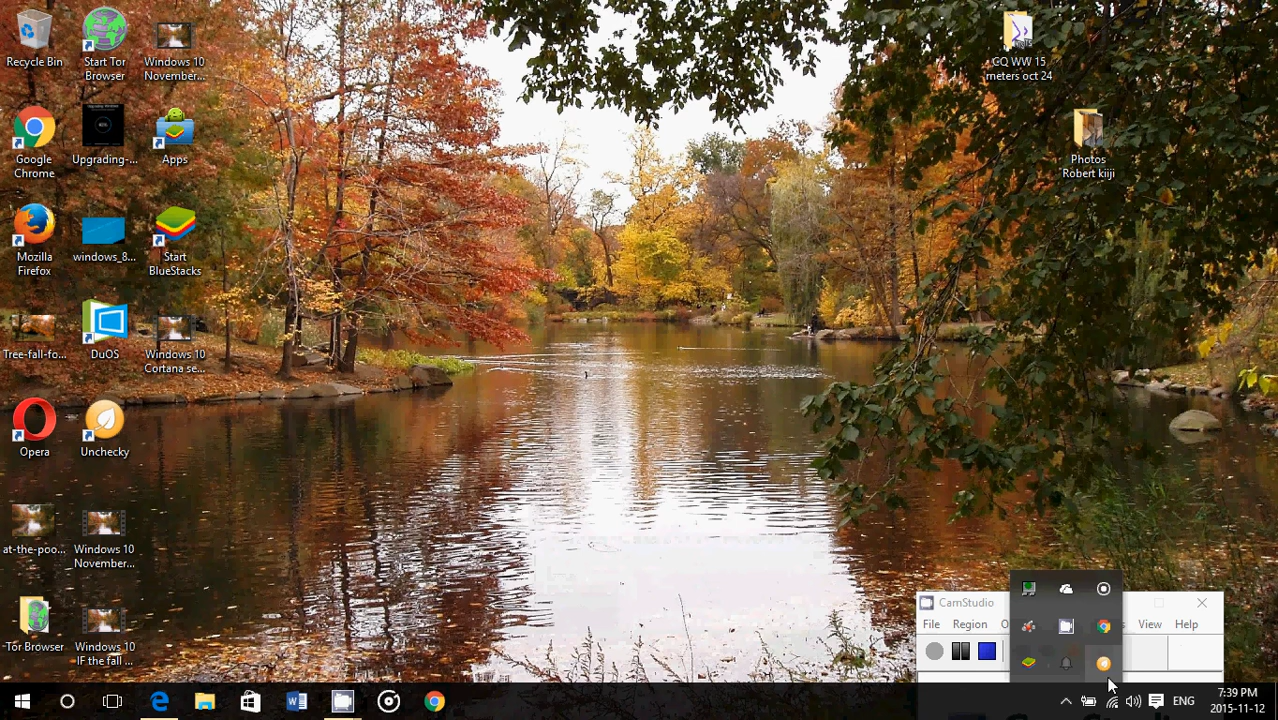 Recycle Bin
Start Tor
Browser
Windows 10
November...
CQ WW 15
meters oct 24
Google
Chrome
Upgrading-...
Apps
Photos
Robert kiiji
Mozilla
Firefox
windows_8...
Start
BlueStacks
Tree-fall-fo...
DuOS
Windows 10
Cortana se...
Opera
Unchecky
at-the-poo...
Windows 10
November...
Tor Browser
Windows 10
IF the fall ...
CamStudio
File Region O View Help
ENG
7:39 PM
2015-11-12